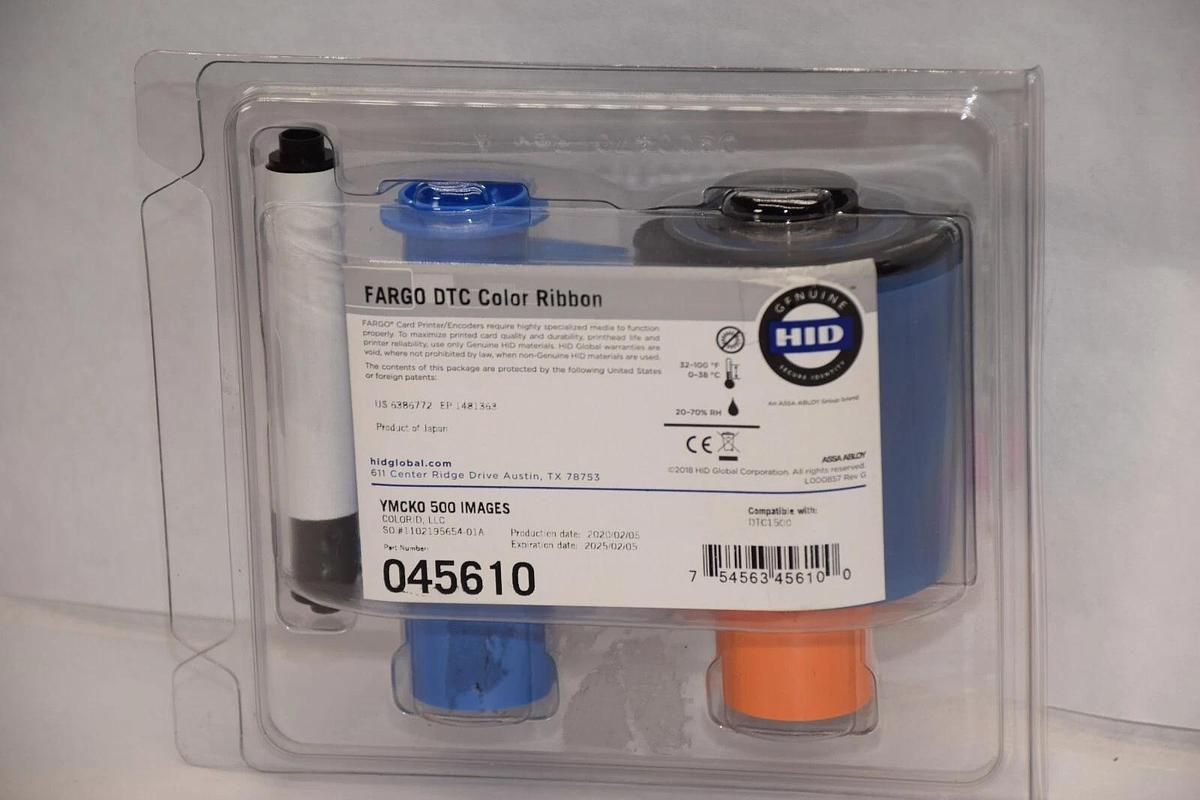 FARGO DTC Color Ribbon
FARGO® Card Printer/Encoders require highly specialized media to function
properly. To maximize printed card quality and durability, printhead life and
printer reliability, use only Genuine HID materials. HID Global warranties are
void, where not prohibited by law, when non-Genuine HID materials are used.
The contents of this package are protected by the following United States
or foreign patents:
US 6386772 EP 1481363
Product of Japan
GENUINE
HID
SECURE IDENTITY
An ASSA ABLOY Group brand
32-100 °F
0-38 °C
20-70% RH
CE
hidglobal.com
611 Center Ridge Drive Austin, TX 78753
ASSA ABLOY
©2018 HID Global Corporation. All rights reserved.
L000857 Rev G
YMCKO 500 IMAGES
COLORID, LLC
SO #1102195654-01A
Production date: 2020/02/05
Expiration date: 2025/02/05
Part Number:
045610
Compatible with:
DTC1500
7 54563 45610 0